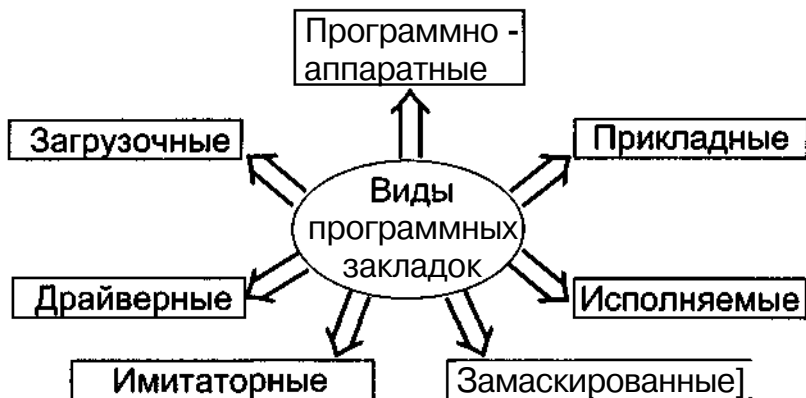 Программно -
аппаратные
Загрузочные
Прикладные
Виды
программных
закладок
Драйверные
Исполняемые
Имитаторные
Замаскированные]